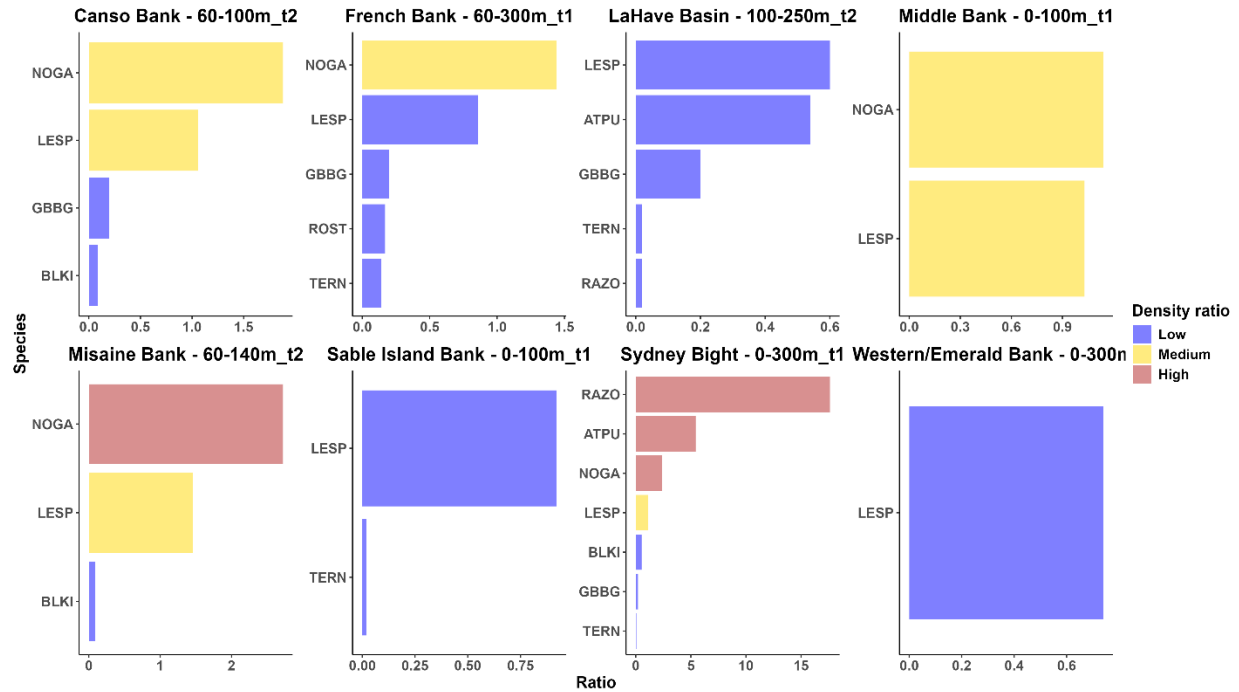 Canso Bank - 60-100m_t2
French Bank - 60-300m_t1
LaHave Basin - 100-250m_t2
Middle Bank - 0-100m_t1
NOGA
LESP
GBBG
BLKI
0.0 0.5 1.0 1.5
NOGA
LESP
GBBG
ROST
TERN
0.0 0.5 1.0 1.5
LESP
ATPU
GBBG
TERN
RAZO
0.0 0.2 0.4 0.6
NOGA
LESP
0.0 0.3 0.6 0.9
Species
Misaine Bank - 60-140m_t2
Sable Island Bank - 0-100m_t1
Sydney Bight - 0-300m_t1
Western/Emerald Bank - 0-300m
NOGA
LESP
BLKI
0 1 2
LESP
TERN
0.00 0.25 0.50 0.75
RAZO
ATPU
NOGA
LESP
BLKI
GBBG
TERN
0 5 10 15
LESP
0.0 0.2 0.4 0.6
Ratio
Density ratio
Low
Medium
High